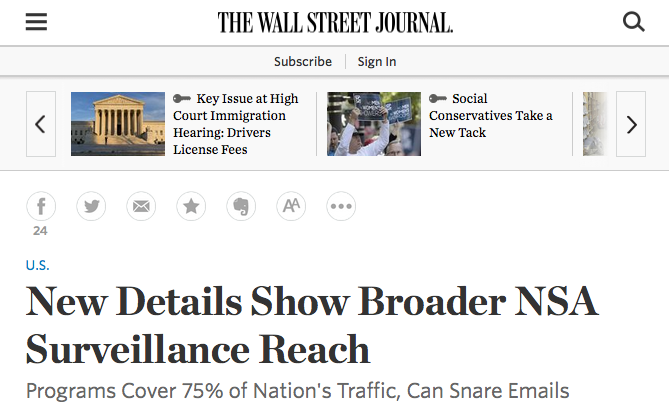 THE WALL STREET JOURNAL.
Subscribe
Sign In
Key Issue at High
Court Immigration
Hearing: Drivers
License Fees
Social
Conservatives Take a
New Tack
f
AA
24
U.S.
New Details Show Broader NSA
Surveillance Reach
Programs Cover 75% of Nation's Traffic, Can Snare Emails